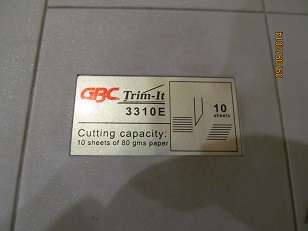 GBC Trim-It
3310E
10
sheets
Cutting capacity:
10 sheets of 80 gms paper